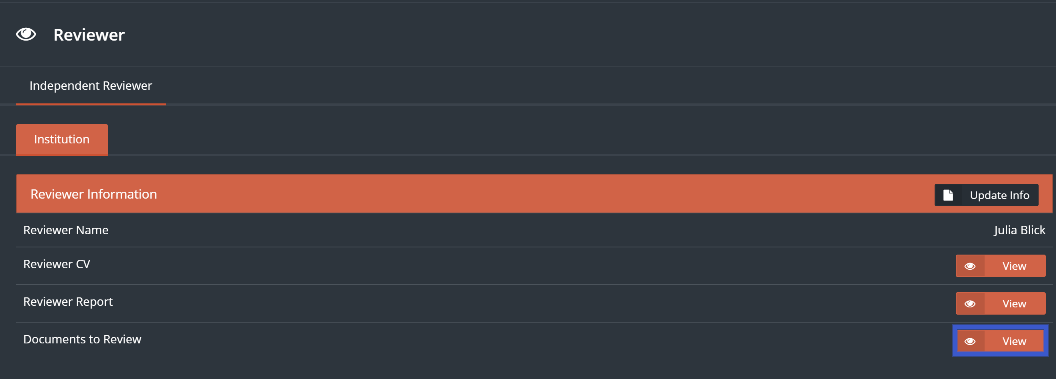 Reviewer
Independent Reviewer
Institution
Reviewer Information
Update Info
Reviewer Name
Julia Blick
Reviewer CV
View
Reviewer Report
View
Documents to Review
View